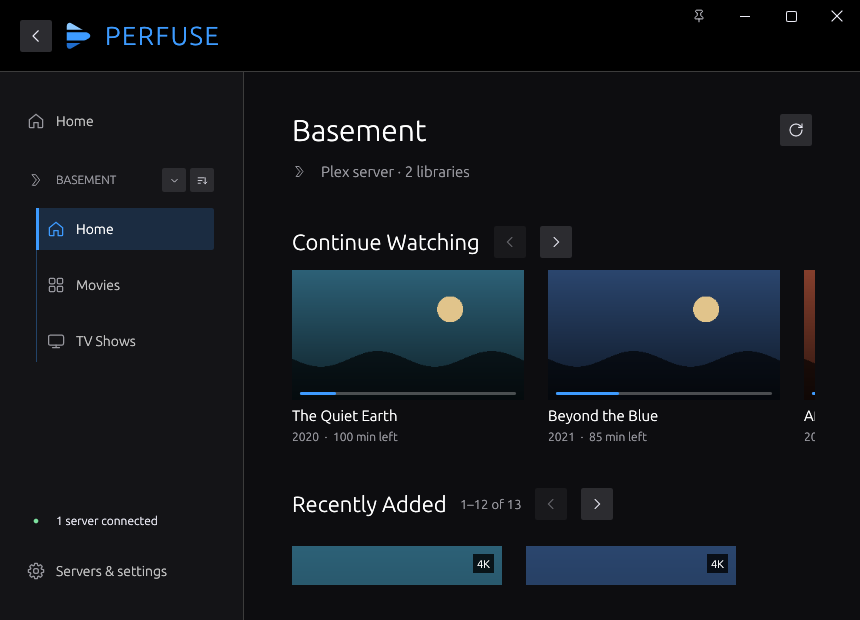 PERFUSE
Home
BASEMENT
Home
Movies
TV Shows
1 server connected
Servers & settings
Basement
Plex server · 2 libraries
Continue Watching
The Quiet Earth
2020 · 100 min left
Beyond the Blue
2021 · 85 min left
Recently Added 1–12 of 13
4K
4K